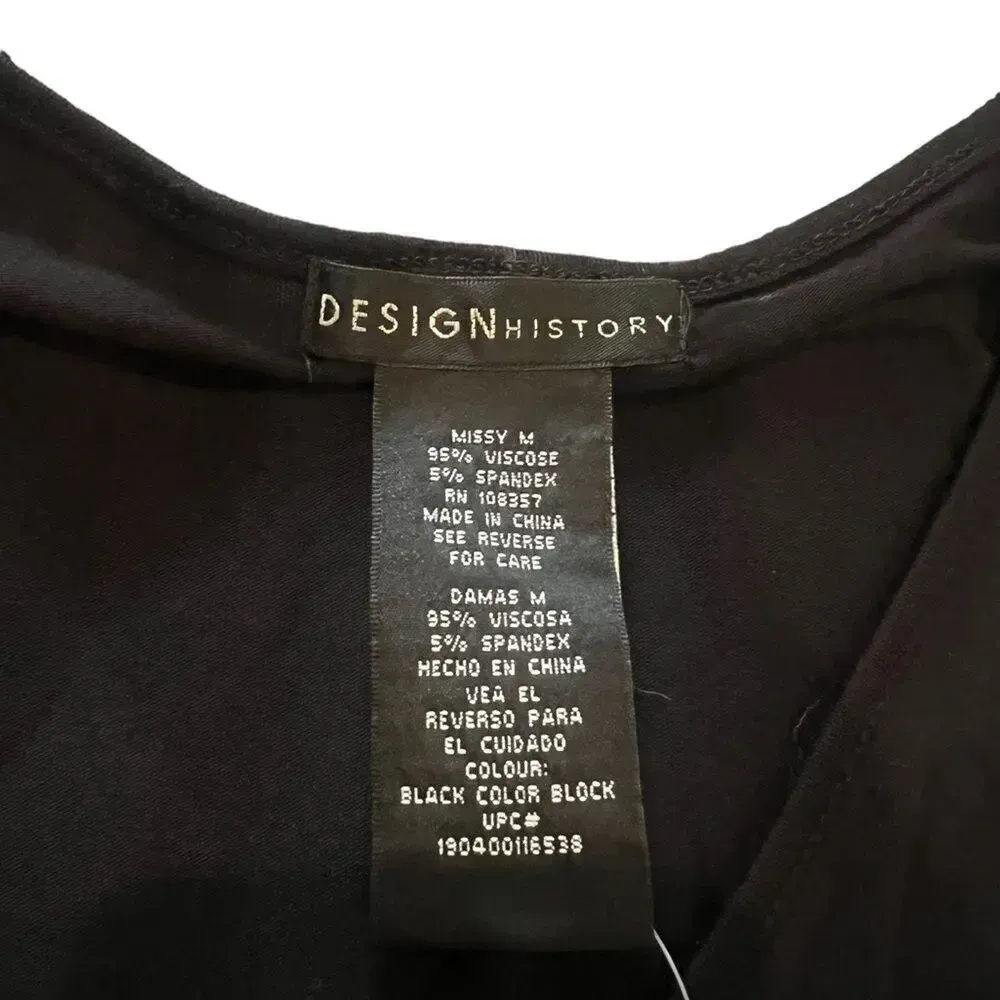 DESIGNHISTORY
MISSY M
95% VISCOSE
5% SPANDEX
RN 108357
MADE IN CHINA
SEE REVERSE
FOR CARE
DAMAS M
95% VISCOSA
5% SPANDEX
HECHO EN CHINA
VEA EL
REVERSO PARA
EL CUIDADO
COLOUR:
BLACK COLOR BLOCK
UPC#
190400116538